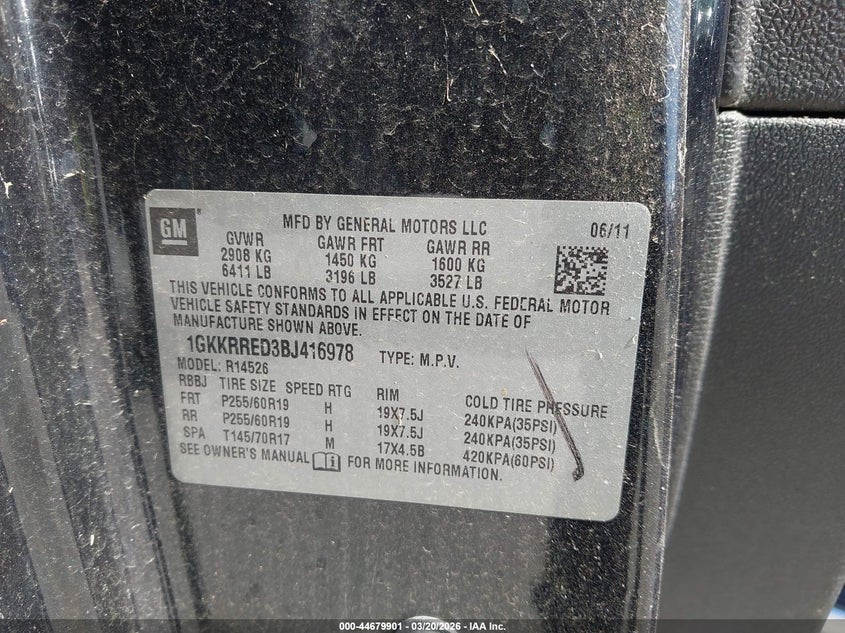 GM
MFD BY GENERAL MOTORS LLC 06/11
GVWR GAWR FRT GAWR RR
2908 KG 1450 KG 1600 KG
6411 LB 3196 LB 3527 LB
THIS VEHICLE CONFORMS TO ALL APPLICABLE U.S. FEDERAL MOTOR
VEHICLE SAFETY STANDARDS IN EFFECT ON THE DATE OF
MANUFACTURE SHOWN ABOVE.
1GKKRRED3BJ416978 TYPE: M.P.V.
MODEL: R14526
RBBJ TIRE SIZE SPEED RTG RIM COLD TIRE PRESSURE
FRT P255/60R19 H 19X7.5J 240KPA(35PSI)
RR P255/60R19 H 19X7.5J 240KPA(35PSI)
SPA T145/70R17 M 17X4.5B 420KPA(60PSI)
SEE OWNER'S MANUAL FOR MORE INFORMATION.
000-44679901 - 03/20/2026 - IAA Inc.